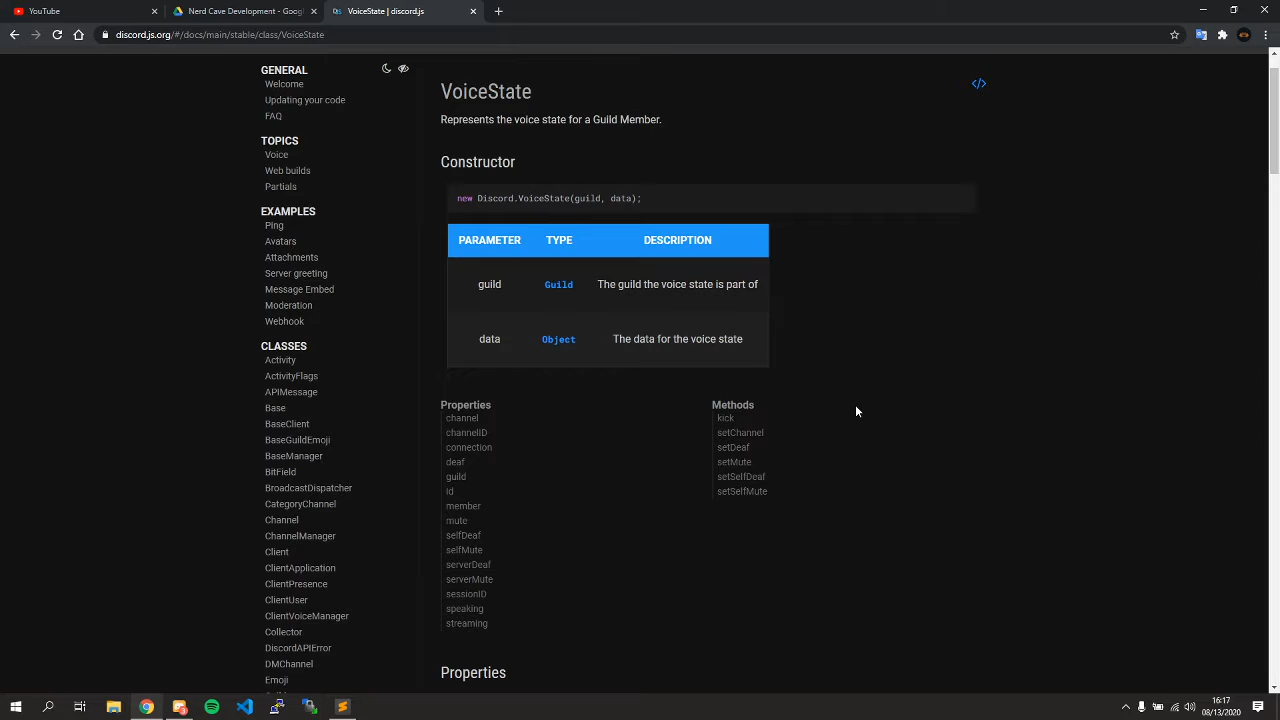 YouTube
Nerd Cave Development - Googl
VoiceState | discord.js
discord.js.org/#/docs/main/stable/class/VoiceState
GENERAL
Welcome
Updating your code
FAQ
TOPICS
Voice
Web builds
Partials
EXAMPLES
Ping
Avatars
Attachments
Server greeting
Message Embed
Moderation
Webhook
CLASSES
Activity
ActivityFlags
APIMessage
Base
BaseClient
BaseGuildEmoji
BaseManager
BitField
BroadcastDispatcher
CategoryChannel
Channel
ChannelManager
Client
ClientApplication
ClientPresence
ClientUser
ClientVoiceManager
Collector
DiscordAPIError
DMChannel
Emoji
VoiceState
</>
Represents the voice state for a Guild Member.
Constructor
new Discord.VoiceState(guild, data);
PARAMETER TYPE DESCRIPTION
guild Guild The guild the voice state is part of
data Object The data for the voice state
Properties
channel
channelID
connection
deaf
guild
id
member
mute
selfDeaf
selfMute
serverDeaf
serverMute
sessionID
speaking
streaming
Methods
kick
setChannel
setDeaf
setMute
setSelfDeaf
setSelfMute
Properties
16:17
08/13/2020